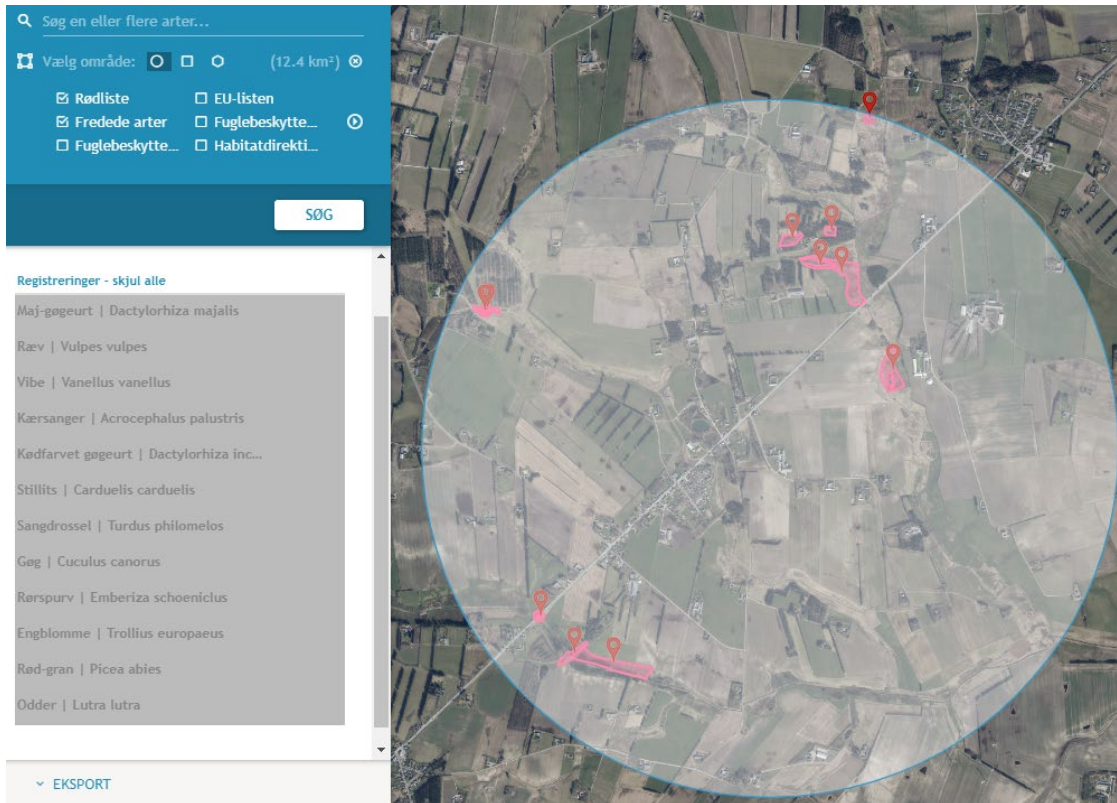 Søg en eller flere arter...
Vælg område: (12.4 km²)
Rødliste EU-listen
Fredede arter Fuglebeskytte...
Fuglebeskytte... Habitatdirekti...
SØG
Registreringer - skjul alle
Maj-gøgeurt | Dactylorhiza majalis
Ræv | Vulpes vulpes
Vibe | Vanellus vanellus
Kærsanger | Acrocephalus palustris
Kødfarvet gøgeurt | Dactylorhiza inc...
Stillits | Carduelis carduelis
Sangdrossel | Turdus philomelos
Gøg | Cuculus canorus
Rørspurv | Emberiza schoeniclus
Engblomme | Trollius europaeus
Rød-gran | Picea abies
Odder | Lutra lutra
EKSPORT